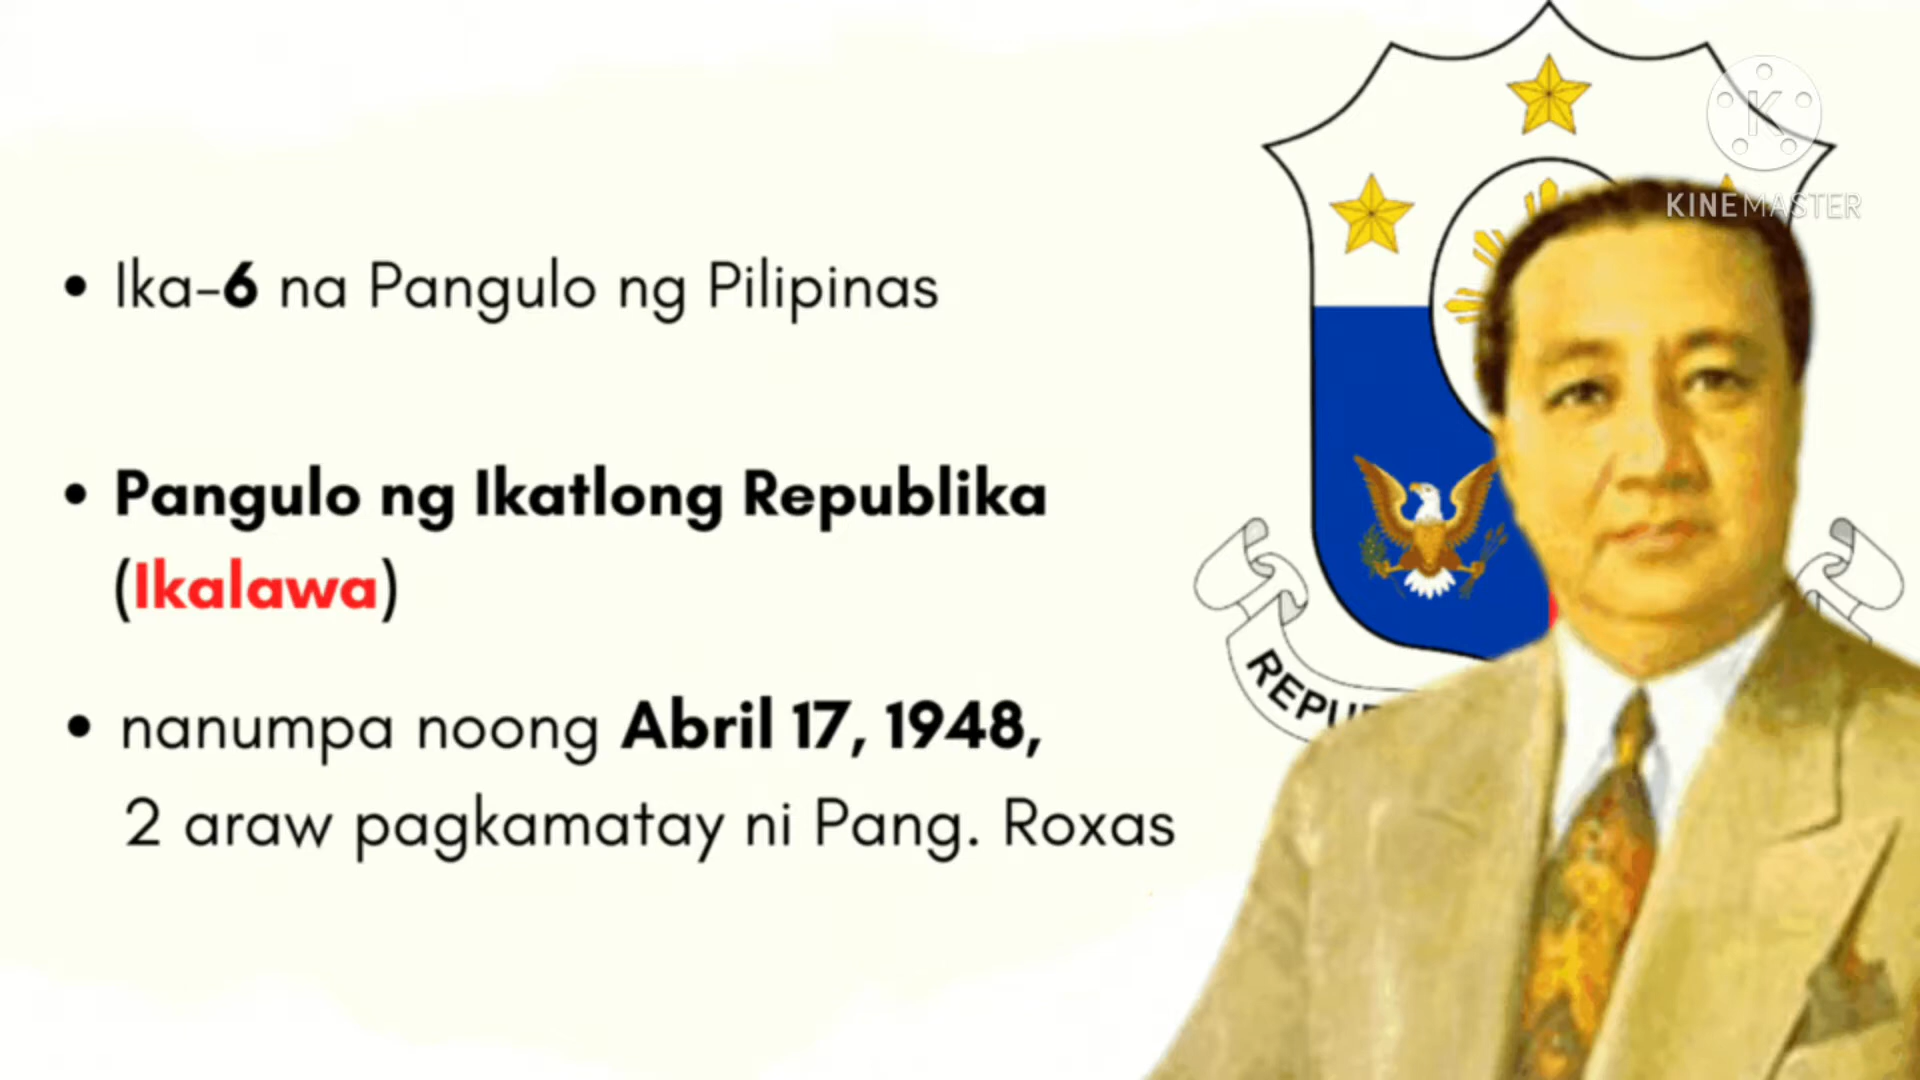 • Ika-6 na Pangulo ng Pilipinas
• Pangulo ng Ikatlong Republika
(Ikalawa)
• nanumpa noong Abril 17, 1948,
2 araw pagkamatay ni Pang. Roxas
K
KINEMASTER